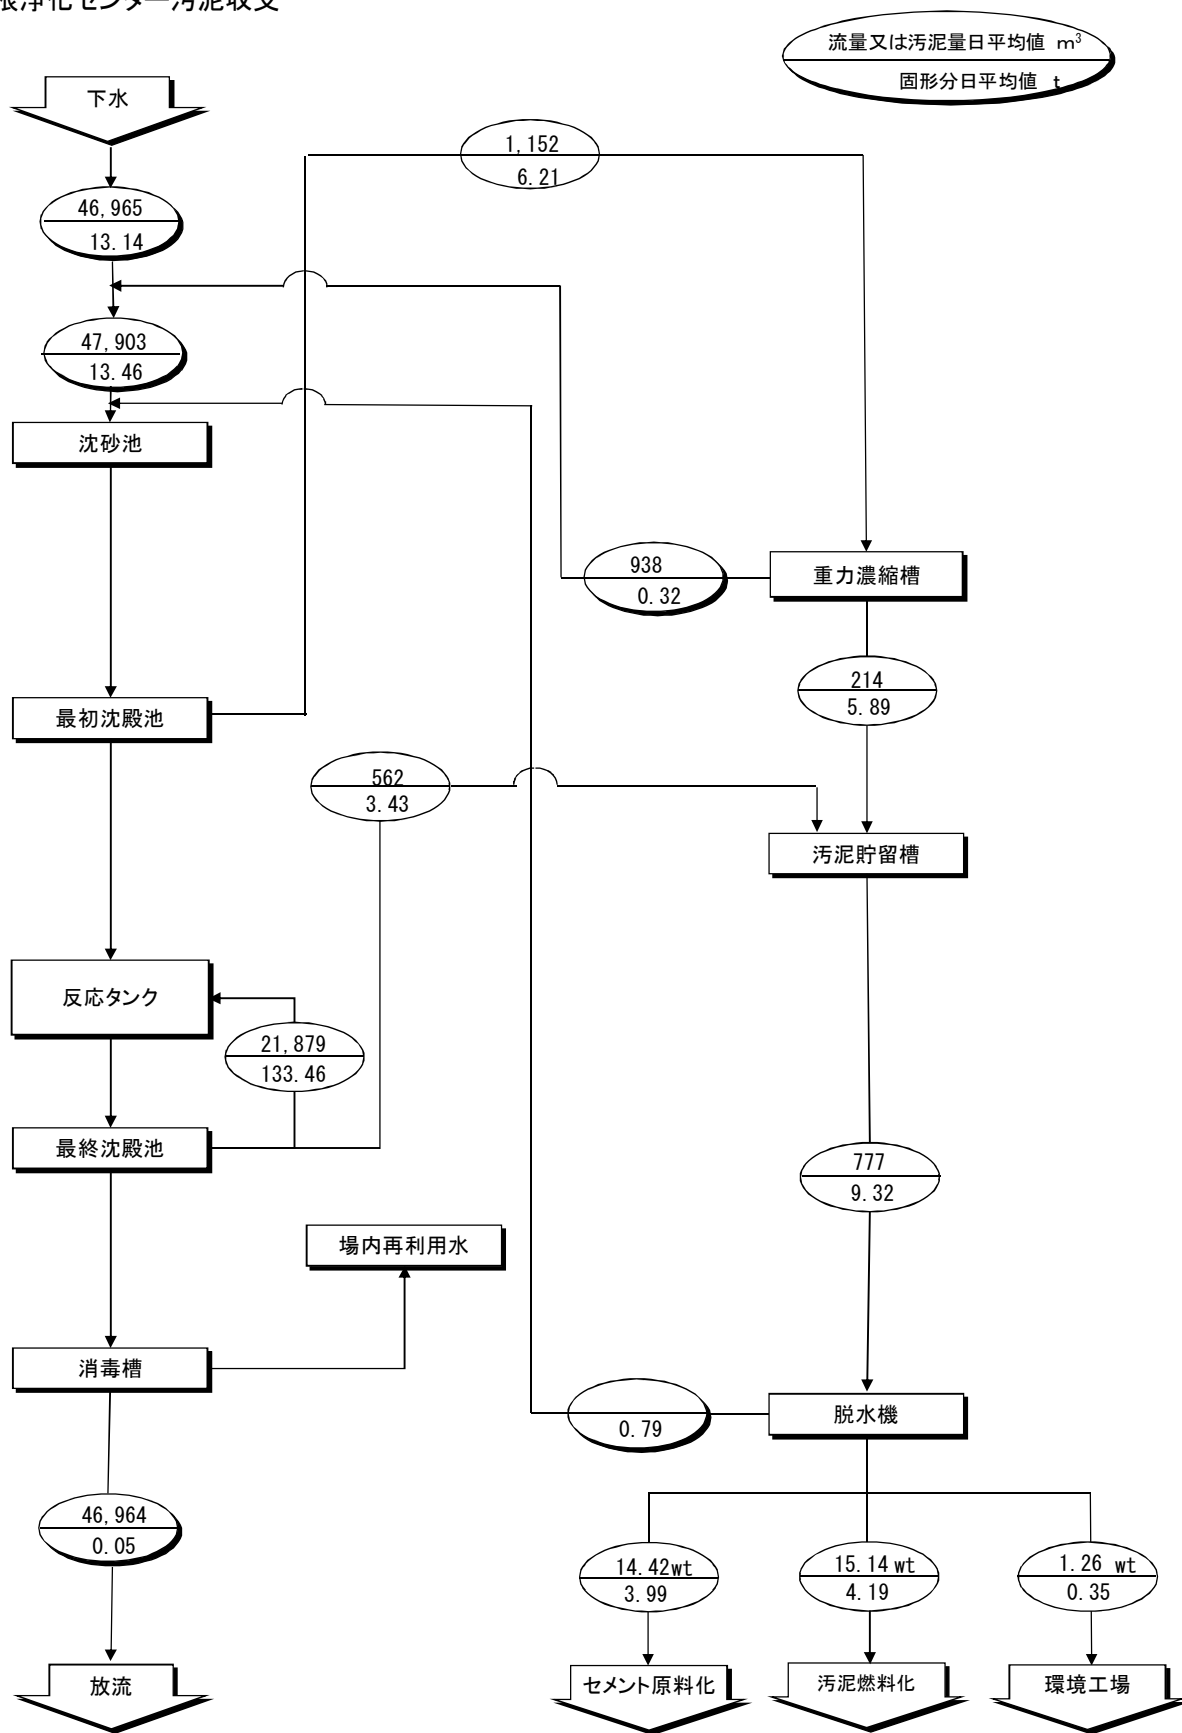 張浄化センター汚泥収支
流量又は汚泥量日平均値 m³
固形分日平均値 t
下水
1,152
6.21
46,965
13.14
47,903
13.46
沈砂池
938
0.32
重力濃縮槽
214
5.89
最初沈殿池
562
3.43
汚泥貯留槽
反応タンク
21,879
133.46
最終沈殿池
777
9.32
場内再利用水
消毒槽
脱水機
0.79
46,964
0.05
14.42wt
3.99
15.14 wt
4.19
1.26 wt
0.35
放流
セメント原料化
汚泥燃料化
環境工場